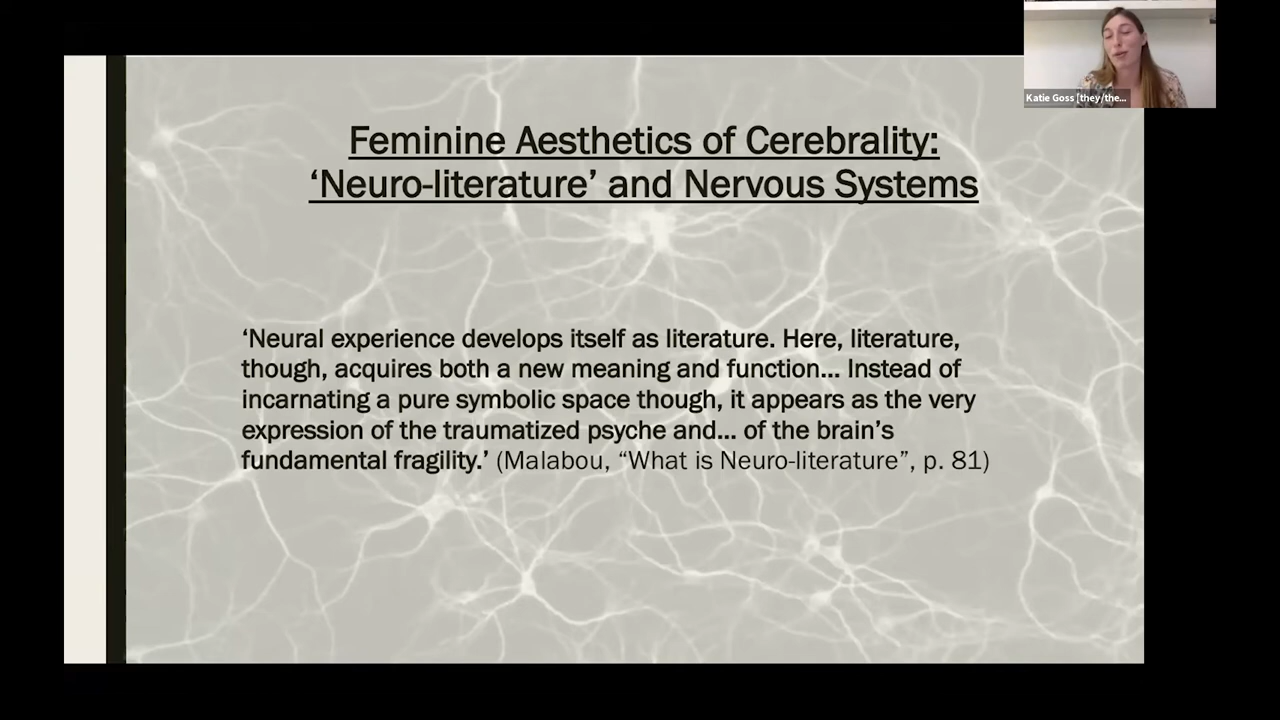 Feminine Aesthetics of Cerebrality:
‘Neuro-literature’ and Nervous Systems
‘Neural experience develops itself as literature. Here, literature,
though, acquires both a new meaning and function... Instead of
incarnating a pure symbolic space though, it appears as the very
expression of the traumatized psyche and... of the brain’s
fundamental fragility.’ (Malabou, “What is Neuro-literature”, p. 81)
Katie Goss [they/the...